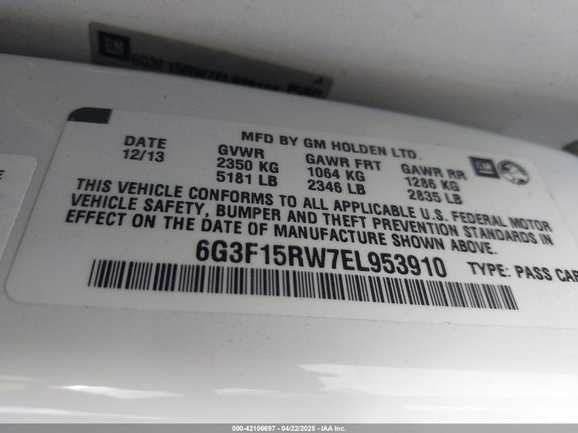 GM
DATE
12/13
MFD BY GM HOLDEN LTD.
GVWR GAWR FRT GAWR RR
2350 KG 1064 KG 1286 KG
5181 LB 2346 LB 2835 LB
GM
THIS VEHICLE CONFORMS TO ALL APPLICABLE U.S. FEDERAL MOTOR
VEHICLE SAFETY, BUMPER AND THEFT PREVENTION STANDARDS IN
EFFECT ON THE DATE OF MANUFACTURE SHOWN ABOVE.
6G3F15RW7EL953910 TYPE: PASS CAR
000-42106697 - 04/22/2025 - IAA Inc.